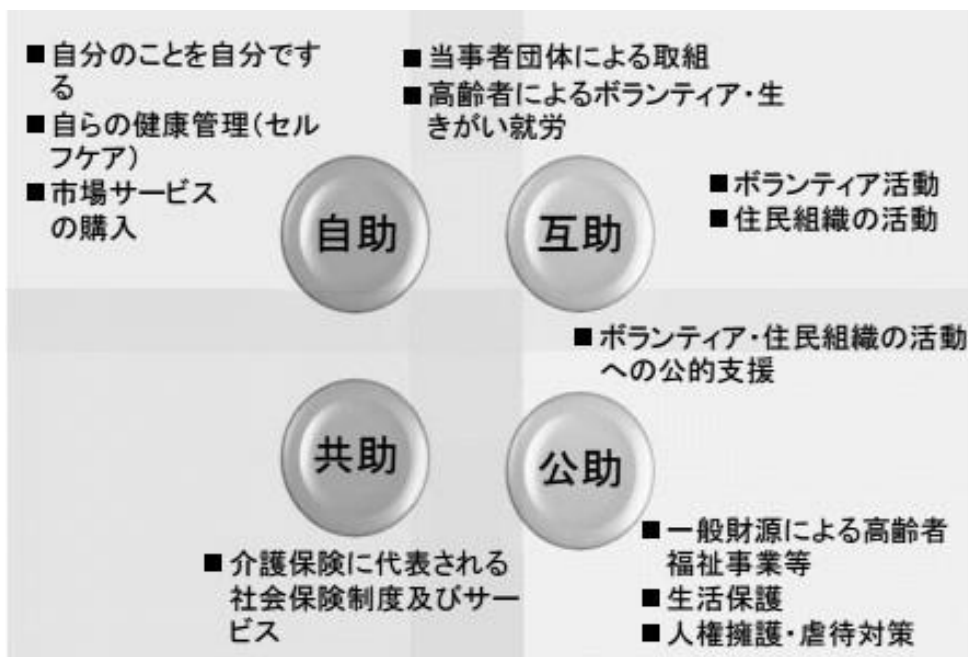 ■自分のことを自分です
る
■自らの健康管理(セル
フケア)
■市場サービス
の購入
■当事者団体による取組
■高齢者によるボランティア・生
きがい就労
自助
互助
■ボランティア活動
■住民組織の活動
■ボランティア・住民組織の活動
への公的支援
共助
公助
■介護保険に代表される
社会保険制度及びサー
ビス
■一般財源による高齢者
福祉事業等
■生活保護
■人権擁護・虐待対策